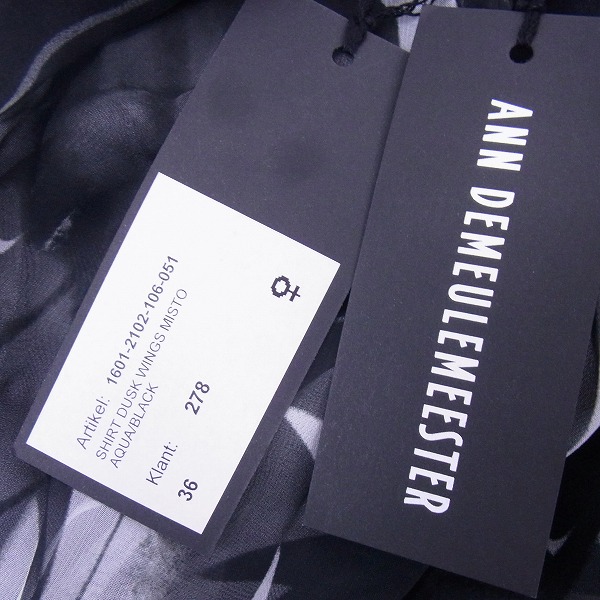 Artikel: 1601-2102-106-051
SHIRT DUSK WINGS MISTO
AQUA/BLACK
Klant: 278
36
ANN DEMEULEMEESTER